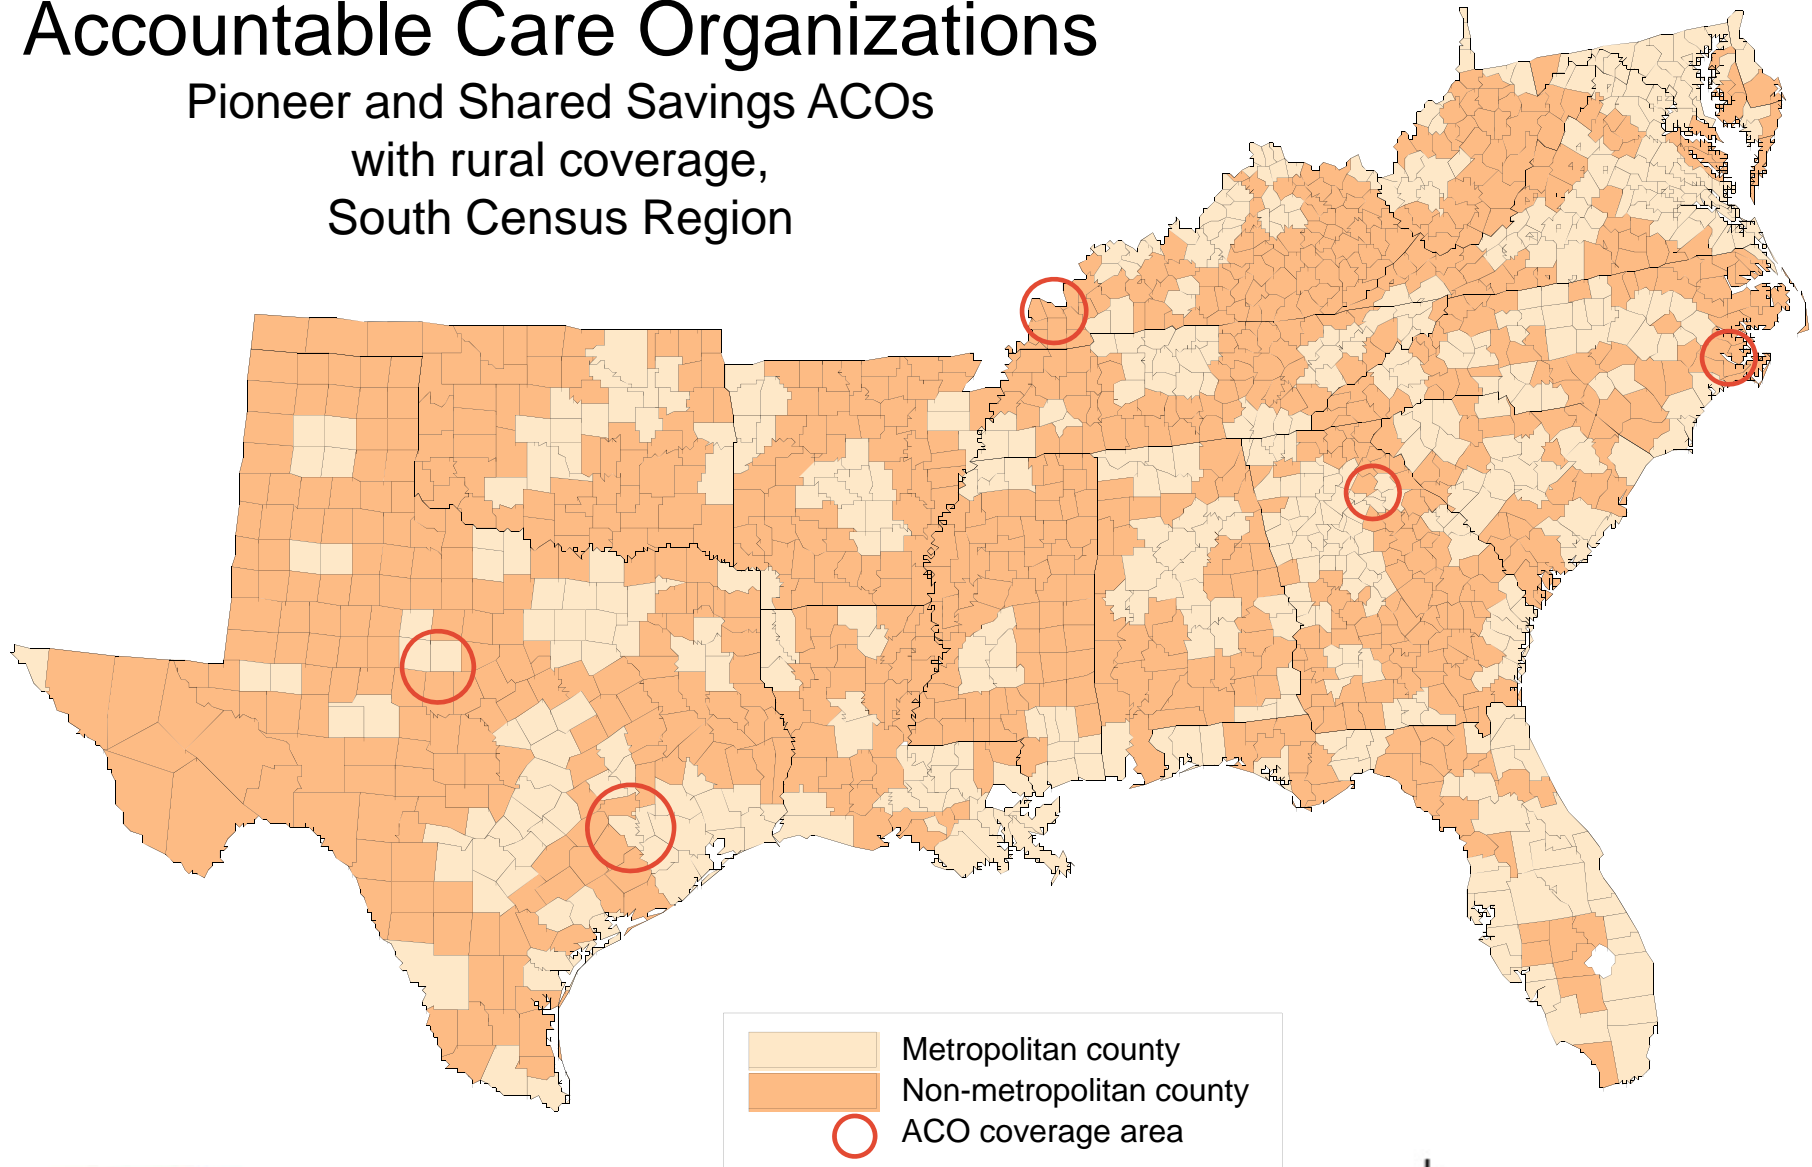 Accountable Care Organizations
Pioneer and Shared Savings ACOs
with rural coverage,
South Census Region
Metropolitan county
Non-metropolitan county
ACO coverage area